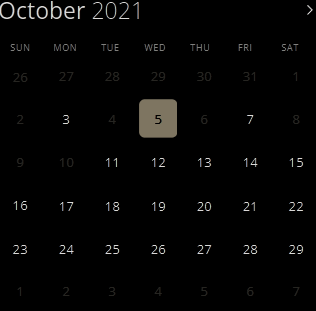 October 2021
SUN MON TUE WED THU FRI SAT
26 27 28 29 30 31 1
2 3 4 5 6 7 8
9 10 11 12 13 14 15
16 17 18 19 20 21 22
23 24 25 26 27 28 29
1 2 3 4 5 6 7